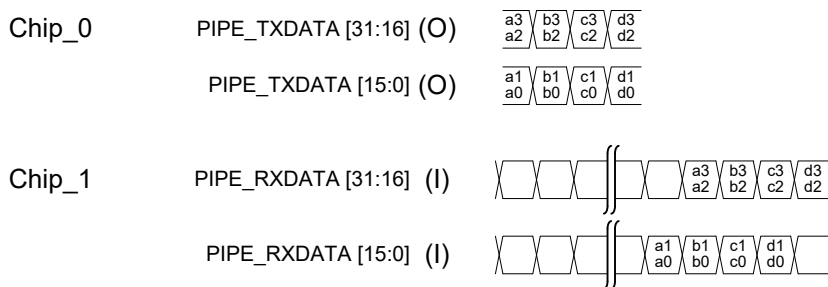 Chip_0 PIPE_TXDATA [31:16] (O) a3 b3 c3 d3
a2 b2 c2 d2
PIPE_TXDATA [15:0] (O) a1 b1 c1 d1
a0 b0 c0 d0
Chip_1 PIPE_RXDATA [31:16] (I) a3 b3 c3 d3
a2 b2 c2 d2
PIPE_RXDATA [15:0] (I) a1 b1 c1 d1
a0 b0 c0 d0